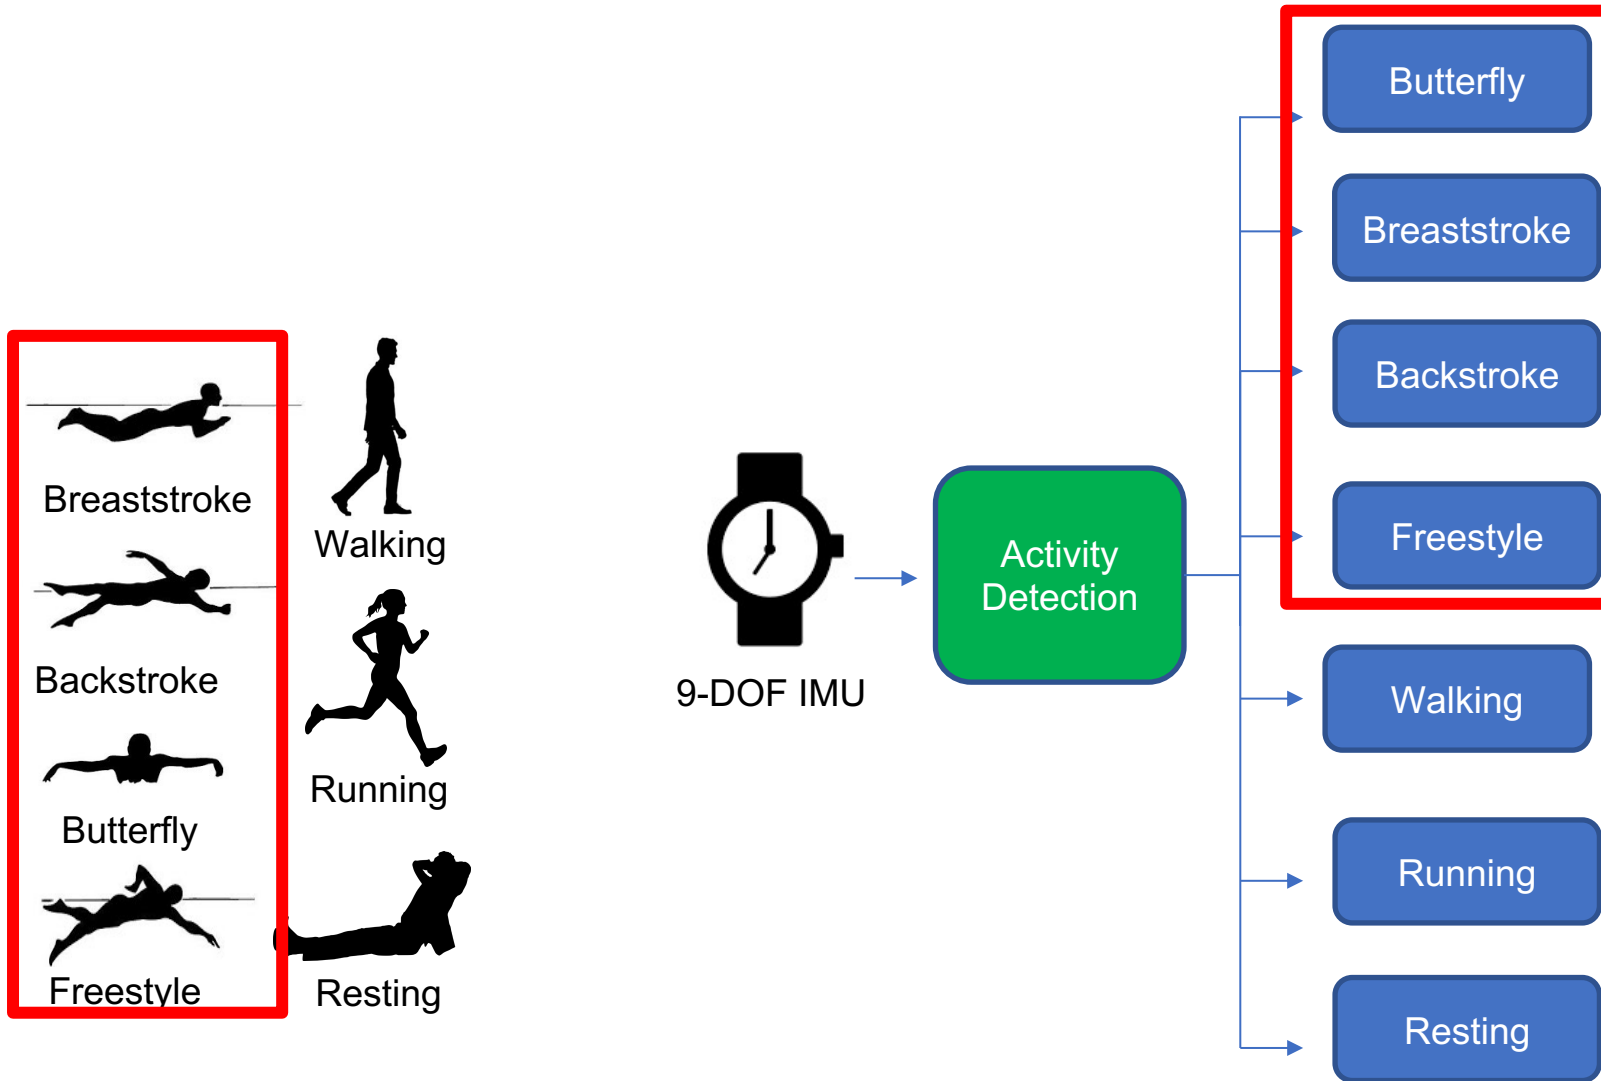 Breaststroke
Backstroke
Butterfly
Freestyle
Walking
Running
Resting
9-DOF IMU
Activity
Detection
Butterfly
Breaststroke
Backstroke
Freestyle
Walking
Running
Resting